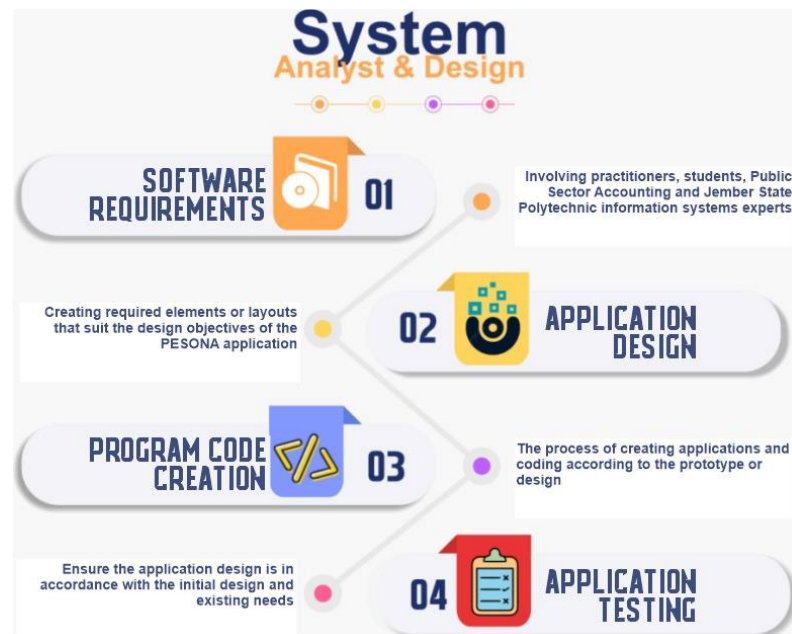 System
Analyst & Design
SOFTWARE
REQUIREMENTS
01
Involving practitioners, students, Public
Sector Accounting and Jember State
Polytechnic information systems experts
Creating required elements or layouts
that suit the design objectives of the
PESONA application
02
APPLICATION
DESIGN
PROGRAM CODE
CREATION
03
The process of creating applications and
coding according to the prototype or
design
Ensure the application design is in
accordance with the initial design and
existing needs
04
APPLICATION
TESTING